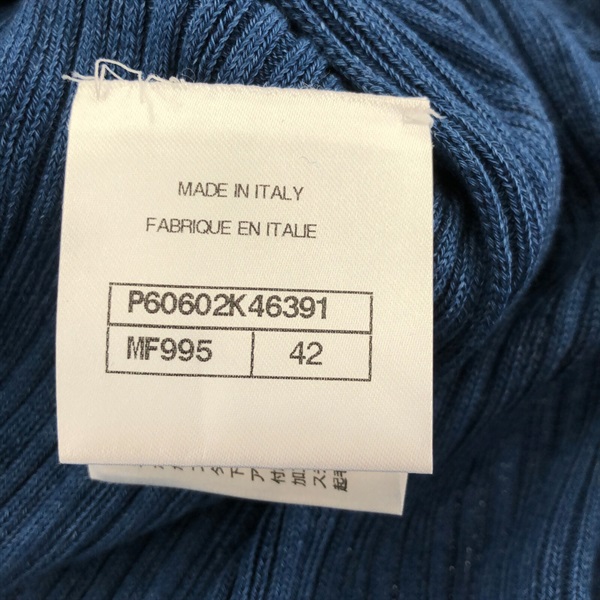 MADE IN ITALY
FABRIQUE EN ITALIE
P60602K46391
MF995 42